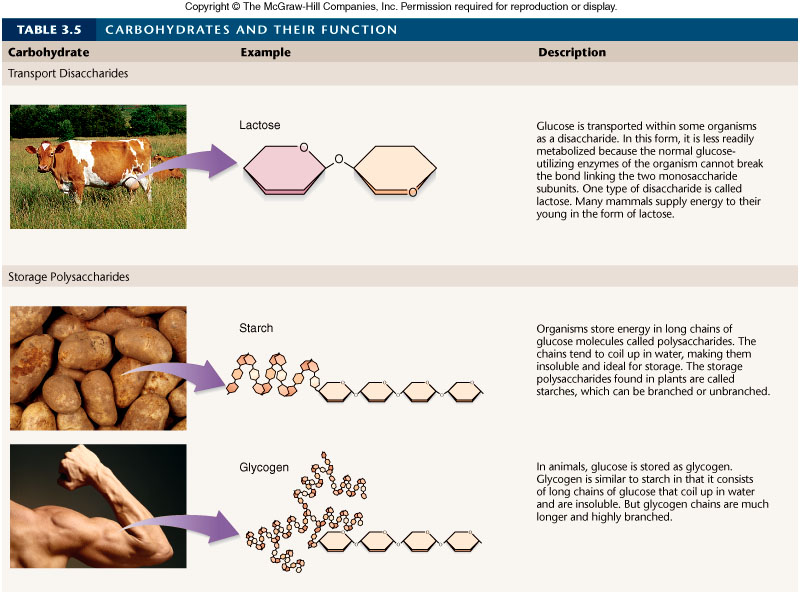 Copyright © The McGraw-Hill Companies, Inc. Permission required for reproduction or display.
TABLE 3.5 CARBOHYDRATES AND THEIR FUNCTION
Carbohydrate Example Description
Transport Disaccharides
Lactose
O
O
O
Glucose is transported within some organisms
as a disaccharide. In this form, it is less readily
metabolized because the normal glucose-
utilizing enzymes of the organism cannot break
the bond linking the two monosaccharide
subunits. One type of disaccharide is called
lactose. Many mammals supply energy to their
young in the form of lactose.
Storage Polysaccharides
Starch
O O O O
O O O
Organisms store energy in long chains of
glucose molecules called polysaccharides. The
chains tend to coil up in water, making them
insoluble and ideal for storage. The storage
polysaccharides found in plants are called
starches, which can be branched or unbranched.
Glycogen
O O O O
O O O
In animals, glucose is stored as glycogen.
Glycogen is similar to starch in that it consists
of long chains of glucose that coil up in water
and are insoluble. But glycogen chains are much
longer and highly branched.